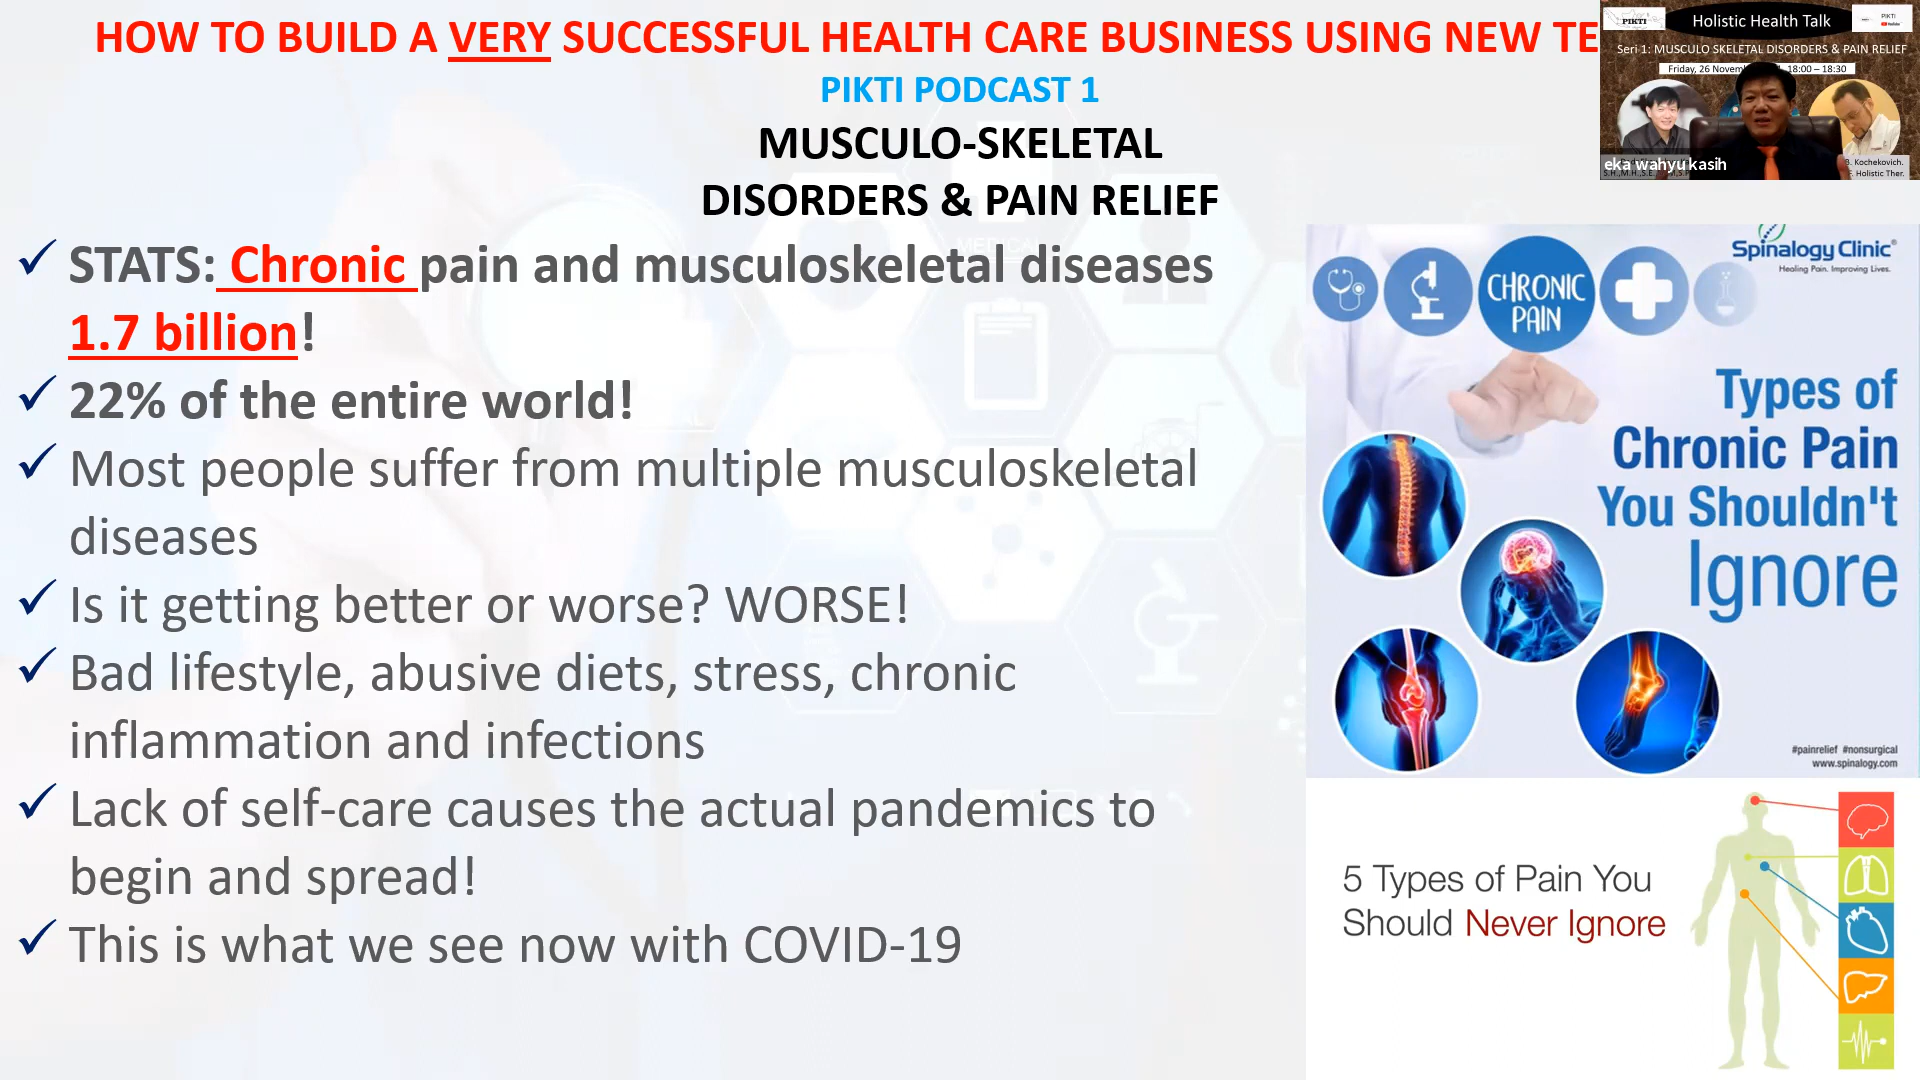 HOW TO BUILD A VERY SUCCESSFUL HEALTH CARE BUSINESS USING NEW TE
PIKTI PODCAST 1
MUSCULO-SKELETAL
DISORDERS & PAIN RELIEF
✓ STATS: Chronic pain and musculoskeletal diseases
1.7 billion!
✓ 22% of the entire world!
✓ Most people suffer from multiple musculoskeletal
diseases
✓ Is it getting better or worse? WORSE!
✓ Bad lifestyle, abusive diets, stress, chronic
inflammation and infections
✓ Lack of self-care causes the actual pandemics to
begin and spread!
✓ This is what we see now with COVID-19
PIKTI
Holistic Health Talk
PIKTI
YouTube
Seri 1: MUSCULO SKELETAL DISORDERS & PAIN RELIEF
Friday, 26 18:00 – 18:30
eka wahyu kasih
Kochekovich.
Holistic Ther.
Spinalogy Clinic®
Healing Pain. Improving Lives.
CHRONIC
PAIN
Types of
Chronic Pain
You Shouldn't
Ignore
#painrelief #nonsurgical
www.spinalogy.com
5 Types of Pain You
Should Never Ignore